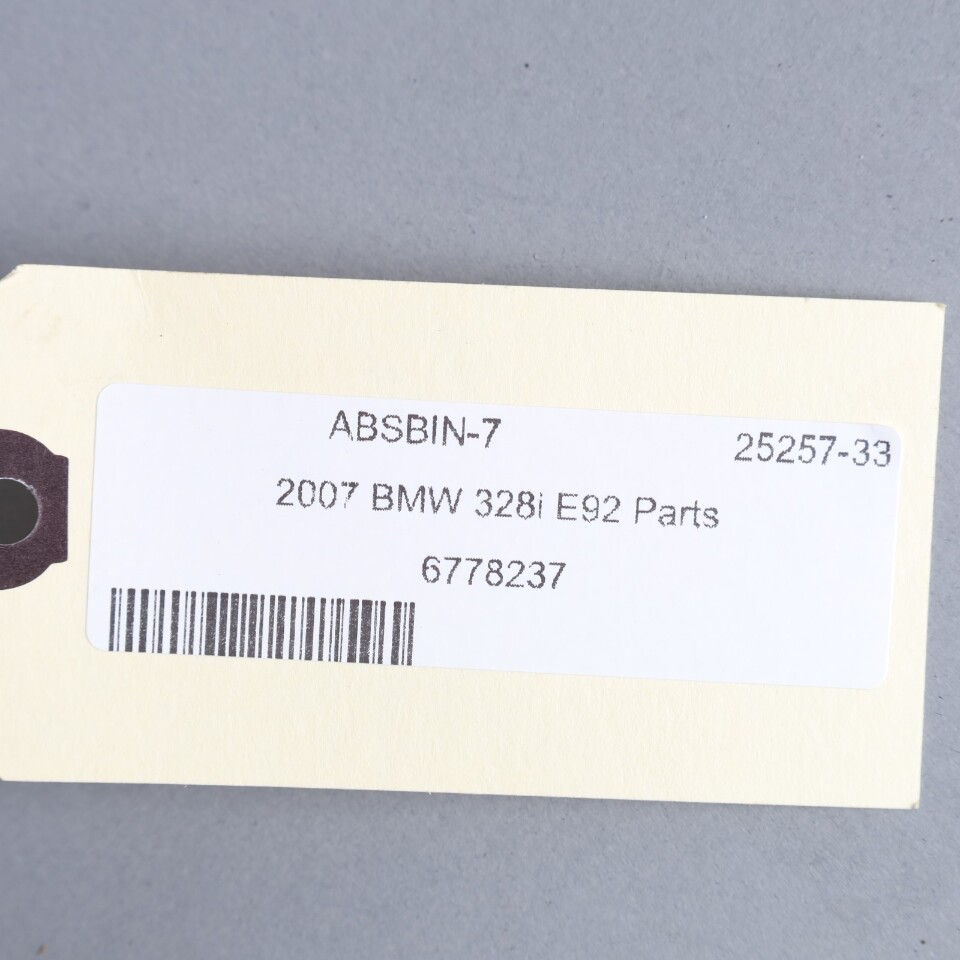 ABSBIN-7
25257-33
2007 BMW 328i E92 Parts
6778237